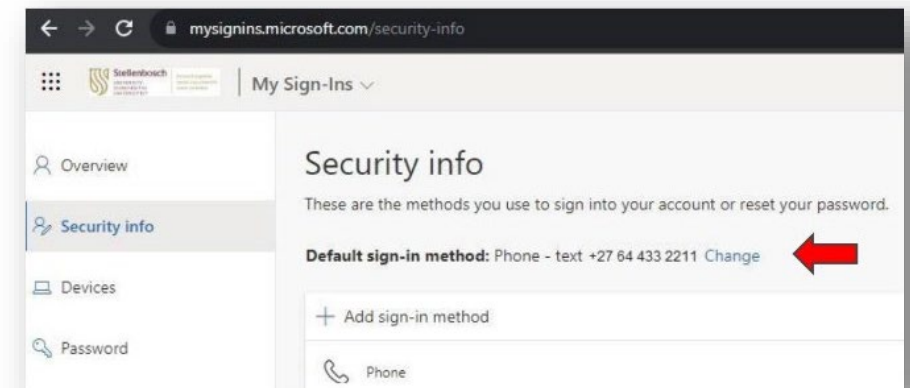 mysignins.microsoft.com/security-info
Stellenbosch
My Sign-Ins
Overview
Security info
Devices
Password
Security info
These are the methods you use to sign into your account or reset your password.
Default sign-in method: Phone - text +27 64 433 2211 Change
+ Add sign-in method
Phone